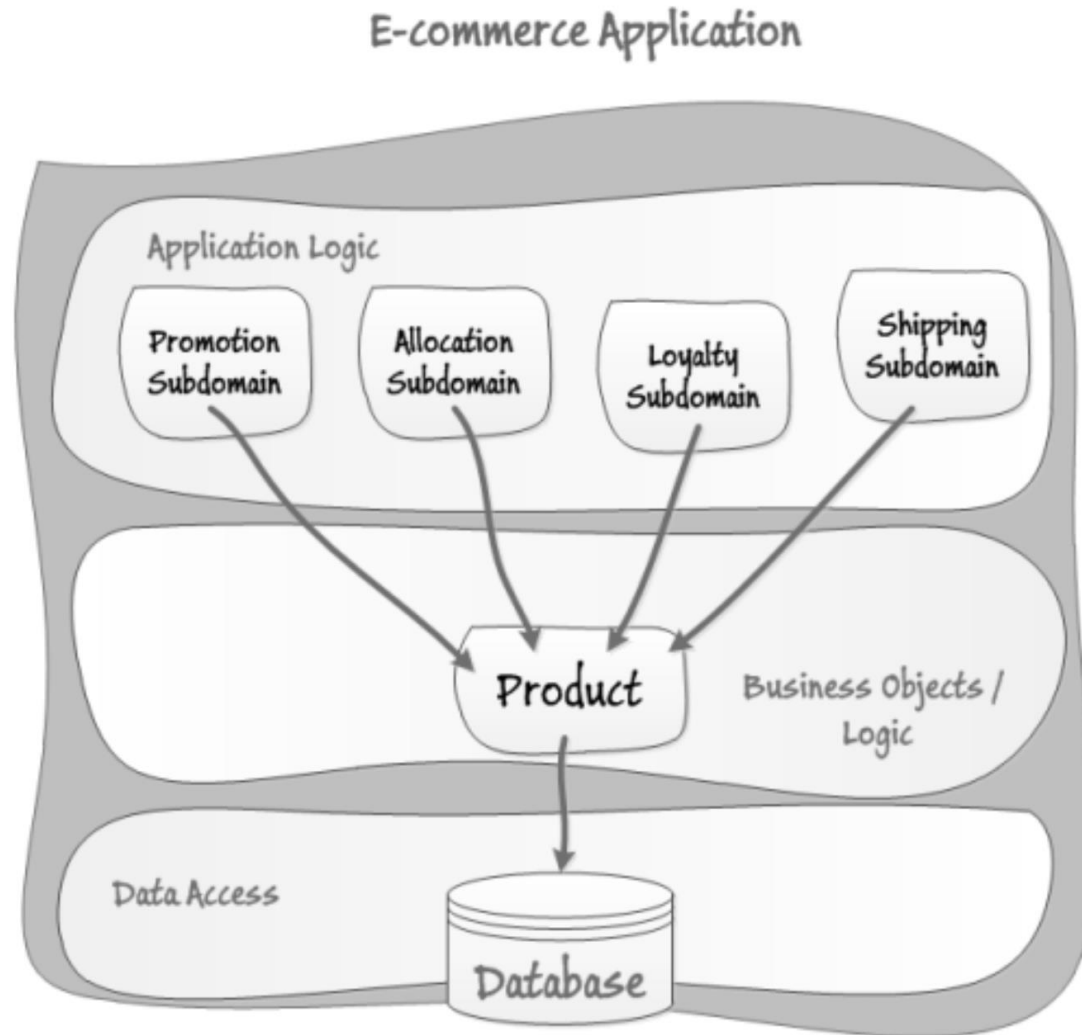 E-commerce Application
Application Logic
Promotion
Subdomain
Allocation
Subdomain
Loyalty
Subdomain
Shipping
Subdomain
Product
Business Objects /
Logic
Data Access
Database